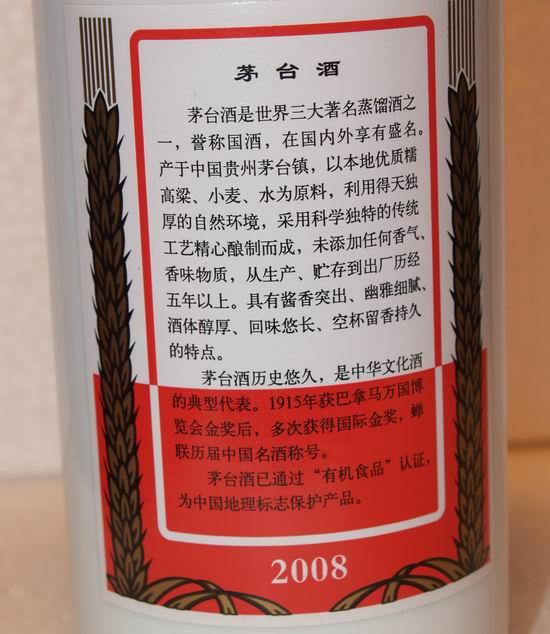 茅台酒
茅台酒是世界三大著名蒸馏酒之
一，誉称国酒，在国内外享有盛名。
产于中国贵州茅台镇，以本地优质糯
高粱、小麦、水为原料，利用得天独
厚的自然环境，采用科学独特的传统
工艺精心酿制而成，未添加任何香气、
香味物质，从生产、贮存到出厂历经
五年以上。具有酱香突出、幽雅细腻、
酒体醇厚、回味悠长、空杯留香持久
的特点。
茅台酒历史悠久，是中华文化酒
的典型代表。1915年获巴拿马万国博
览会金奖后，多次获得国际金奖，蝉
联历届中国名酒称号。
茅台酒已通过“有机食品”认证，
为中国地理标志保护产品。
2008